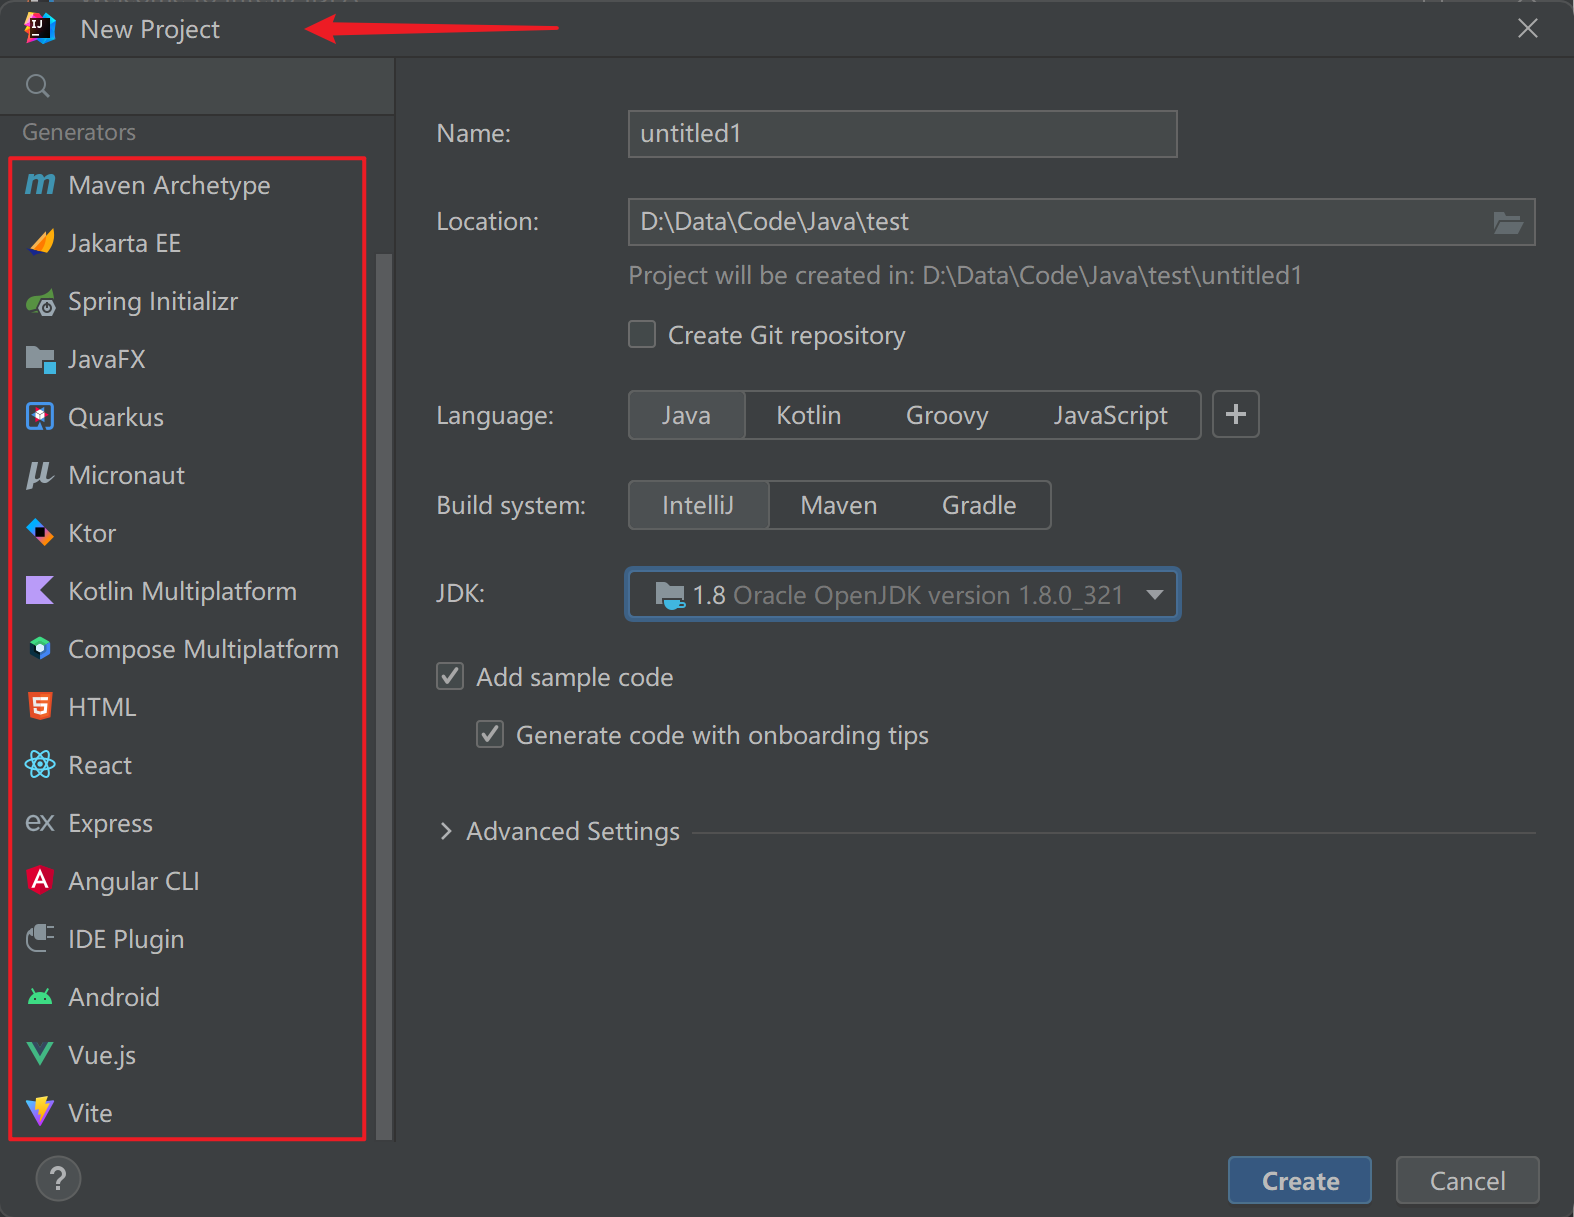 New Project
Generators
Maven Archetype
Jakarta EE
Spring Initializr
JavaFX
Quarkus
Micronaut
Ktor
Kotlin Multiplatform
Compose Multiplatform
HTML
React
ex Express
Angular CLI
IDE Plugin
Android
Vue.js
Vite
?
Name: untitled1
Location: D:\Data\Code\Java\test
Project will be created in: D:\Data\Code\Java\test\untitled1
Create Git repository
Language: Java Kotlin Groovy JavaScript +
Build system: IntelliJ Maven Gradle
JDK: 1.8 Oracle OpenJDK version 1.8.0_321
Add sample code
Generate code with onboarding tips
Advanced Settings
Create Cancel